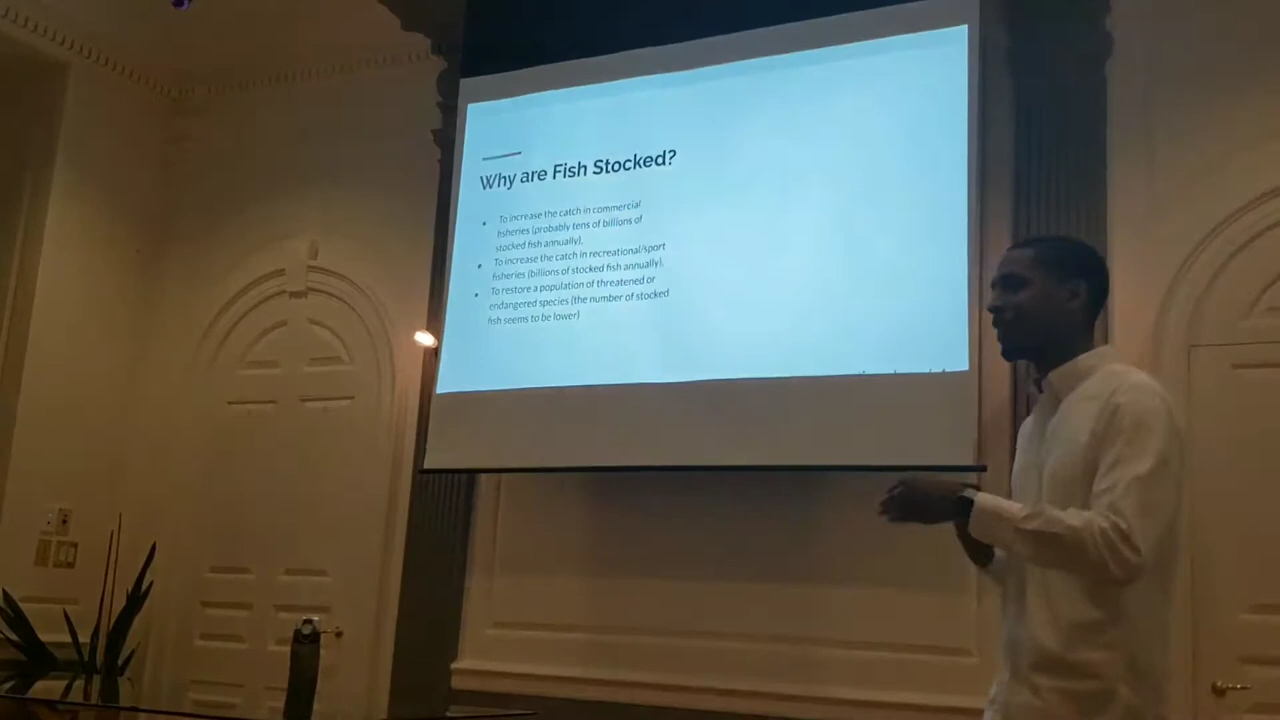 Why are Fish Stocked?
To increase the catch in commercial
fisheries (probably tens of billions of
stocked fish annually).
To increase the catch in recreational/sport
fisheries (billions of stocked fish annually).
To restore a population of threatened or
endangered species (the number of stocked
fish seems to be lower)